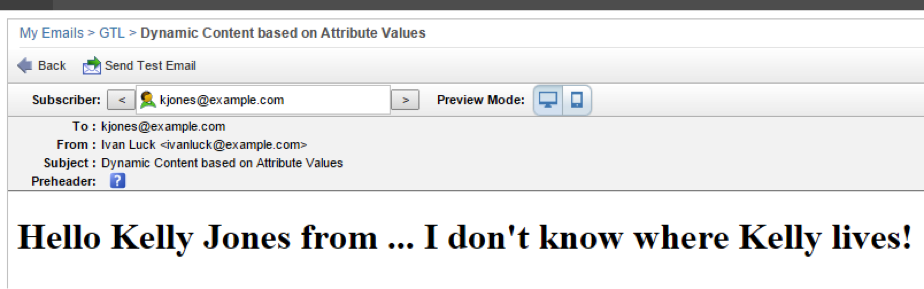 My Emails > GTL > Dynamic Content based on Attribute Values
Back Send Test Email
Subscriber: < kjones@example.com > Preview Mode:
To : kjones@example.com
From : Ivan Luck <ivanluck@example.com>
Subject : Dynamic Content based on Attribute Values
Preheader: ?
Hello Kelly Jones from ... I don't know where Kelly lives!